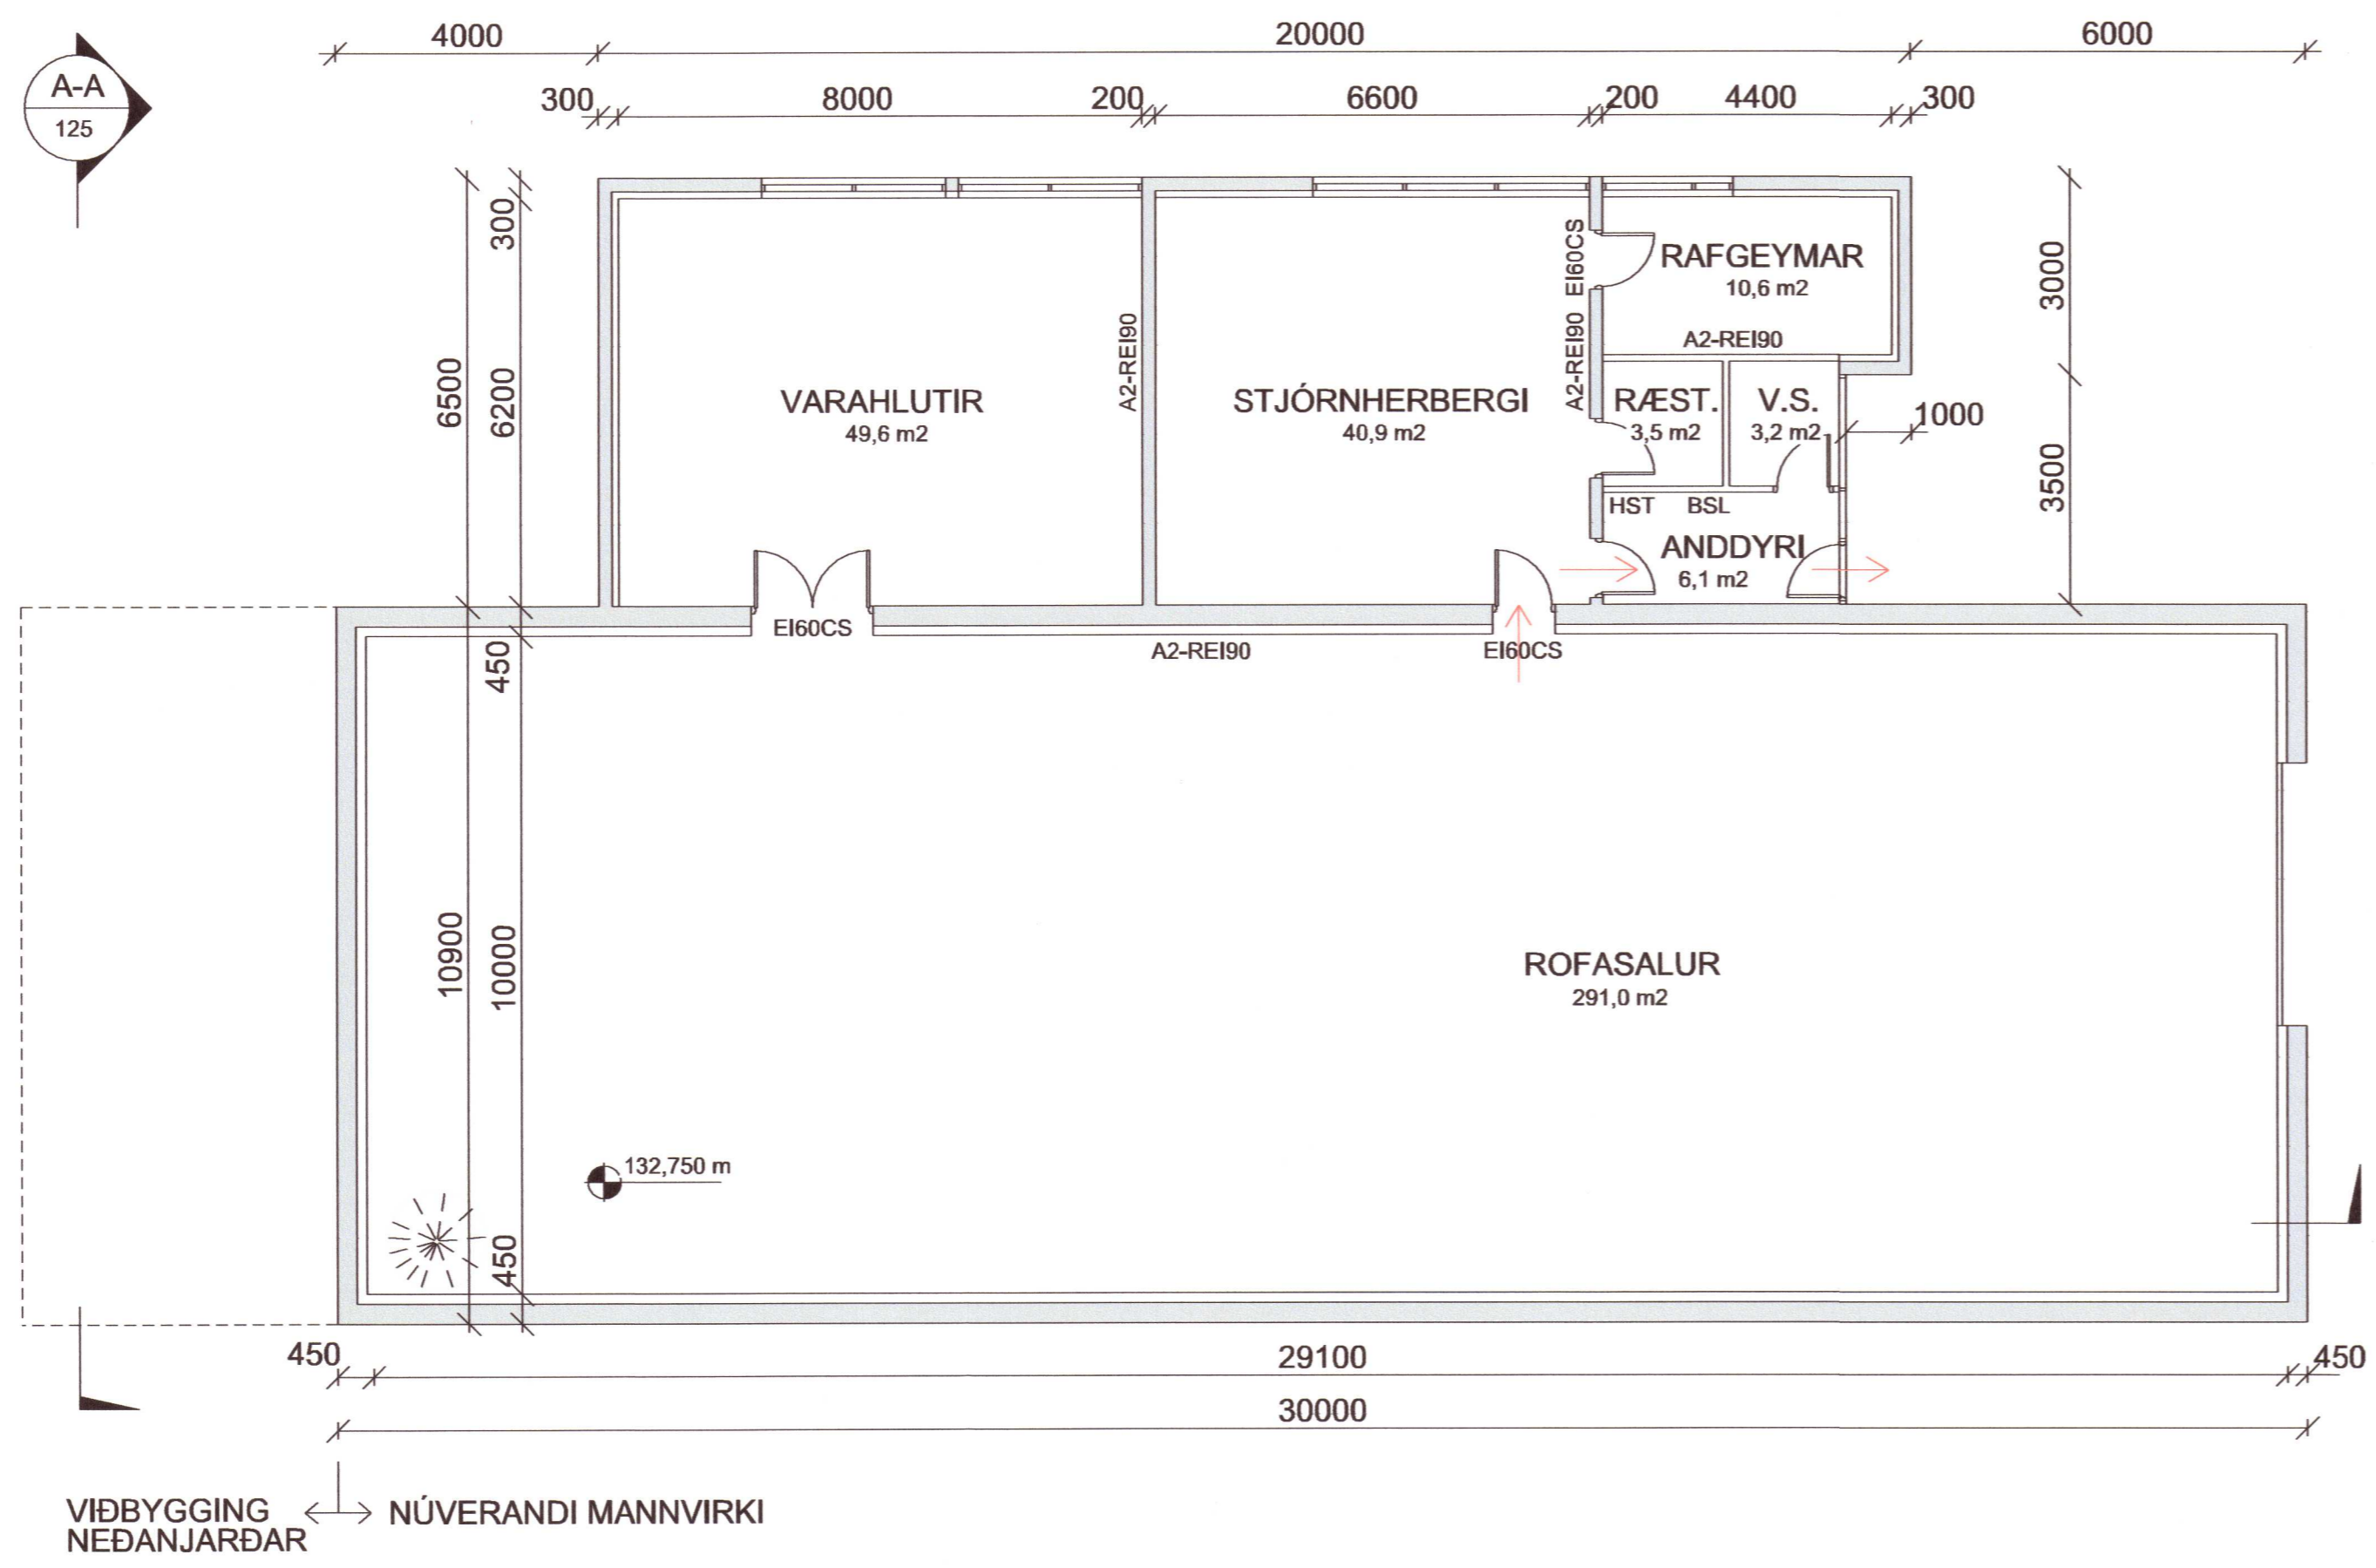 4000
20000
6000
A-A
125
300
8000
200
6600
200
4400
300
300
6500
6200
VARAHLUTIR
49,6 m2
A2-REI90
STJÓRNHERBERGI
40,9 m2
A2-REI90
EI60CS
RAFGEYMAR
10,6 m2
A2-REI90
RÆST.
3,5 m2
V.S.
3,2 m2
1000
3000
3500
HST
BSL
ANDDYRI
6,1 m2
EI60CS
A2-REI90
EI60CS
450
10900
10000
450
ROFASALUR
291,0 m2
132,750 m
450
29100
450
30000
VIÐBYGGING
NEÐANJARÐAR
NÚVERANDI MANNVIRKI